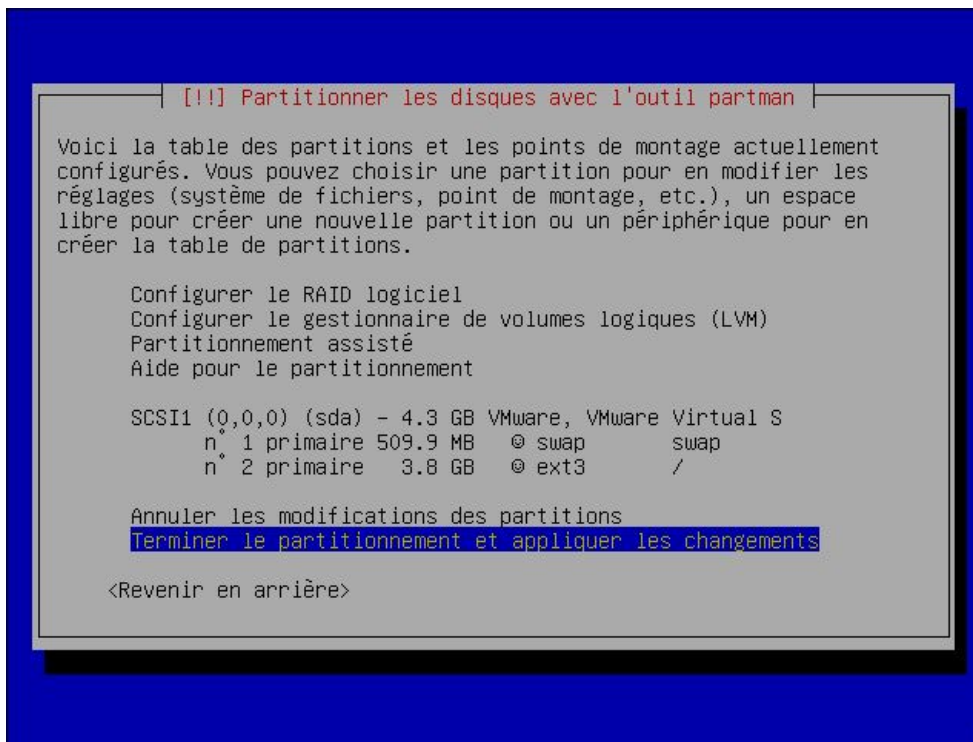 [!!] Partitionner les disques avec l'outil partman
Voici la table des partitions et les points de montage actuellement
configurés. Vous pouvez choisir une partition pour en modifier les
réglages (système de fichiers, point de montage, etc.), un espace
libre pour créer une nouvelle partition ou un périphérique pour en
créer la table de partitions.
Configurer le RAID logiciel
Configurer le gestionnaire de volumes logiques (LVM)
Partitionnement assisté
Aide pour le partitionnement
SCSI1 (0,0,0) (sda) - 4.3 GB VMware, VMware Virtual S
n° 1 primaire 509.9 MB ☺ swap swap
n° 2 primaire 3.8 GB ☺ ext3 /
Annuler les modifications des partitions
Terminer le partitionnement et appliquer les changements
<Revenir en arrière>